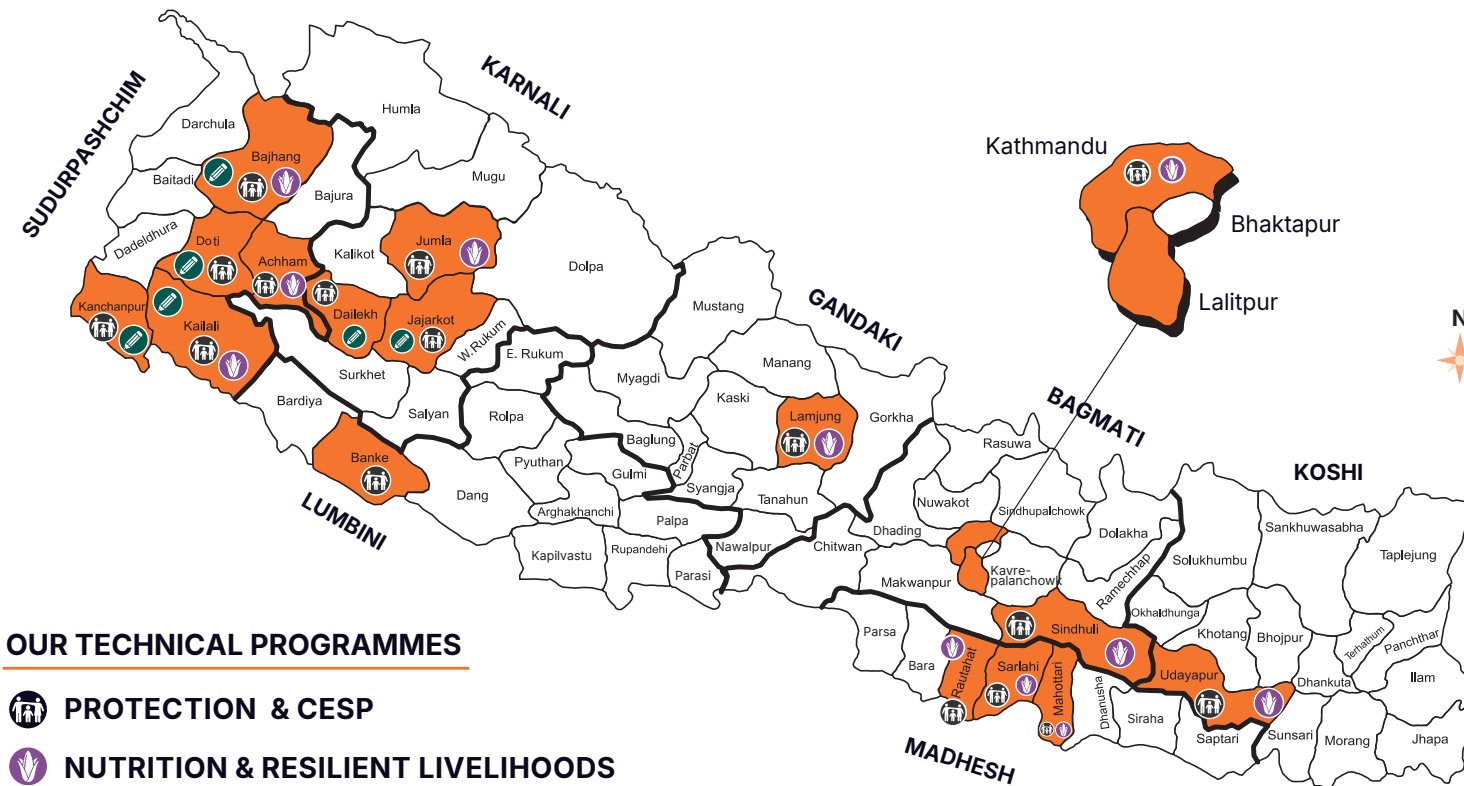 SUDURPASHCHIM
KARNALI
Humla
Darchula
Bajhang
Baitadi
Bajura
Mugu
Dadeldhura
Doti
Achham
Kalikot
Jumla
Dolpa
Kanchanpur
Kailali
Dailekh
Jajarkot
W.Rukum
E. Rukum
Surkhet
Bardiya
Salyan
Rolpa
Banke
LUMBINI
Dang
Pyuthan
Gulmi
Arghakhanchi
Kapilvastu
Rupandehi
Palpa
Parasi
Nawalpur
Mustang
GANDAKI
Manang
Myagdi
Kaski
Lamjung
Gorkha
Baglung
Parbat
Syangja
Tanahun
Kathmandu
Bhaktapur
Lalitpur
N
BAGMATI
Rasuwa
Nuwakot
Sindhupalchowk
Dhading
Dolakha
Chitwan
Makwanpur
Kavre-
palanchowk
Ramechhap
Sindhuli
KOSHI
Sankhuwasabha
Taplejung
Solukhumbu
Okhaldhunga
Khotang
Bhojpur
Terhathum
Panchthar
Dhankuta
Ilam
Udayapur
Sunsari
Morang
Jhapa
Parsa
Bara
Rautahat
Sarlahi
Mahottari
Dhanusha
Siraha
Saptari
MADHESH
OUR TECHNICAL PROGRAMMES
PROTECTION & CESP
NUTRITION & RESILIENT LIVELIHOODS